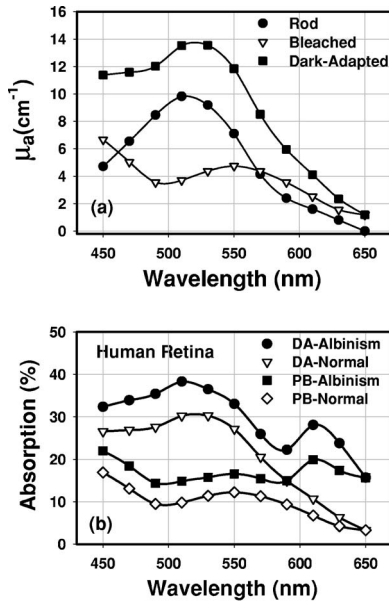 16
14
12
10
8
6
4
2
0
μa(cm-1)
Rod
Bleached
Dark-Adapted
(a)
450 500 550 600 650
Wavelength (nm)
50
40
30
20
10
0
Absorption (%)
Human Retina
DA-Albinism
DA-Normal
PB-Albinism
PB-Normal
(b)
450 500 550 600 650
Wavelength (nm)